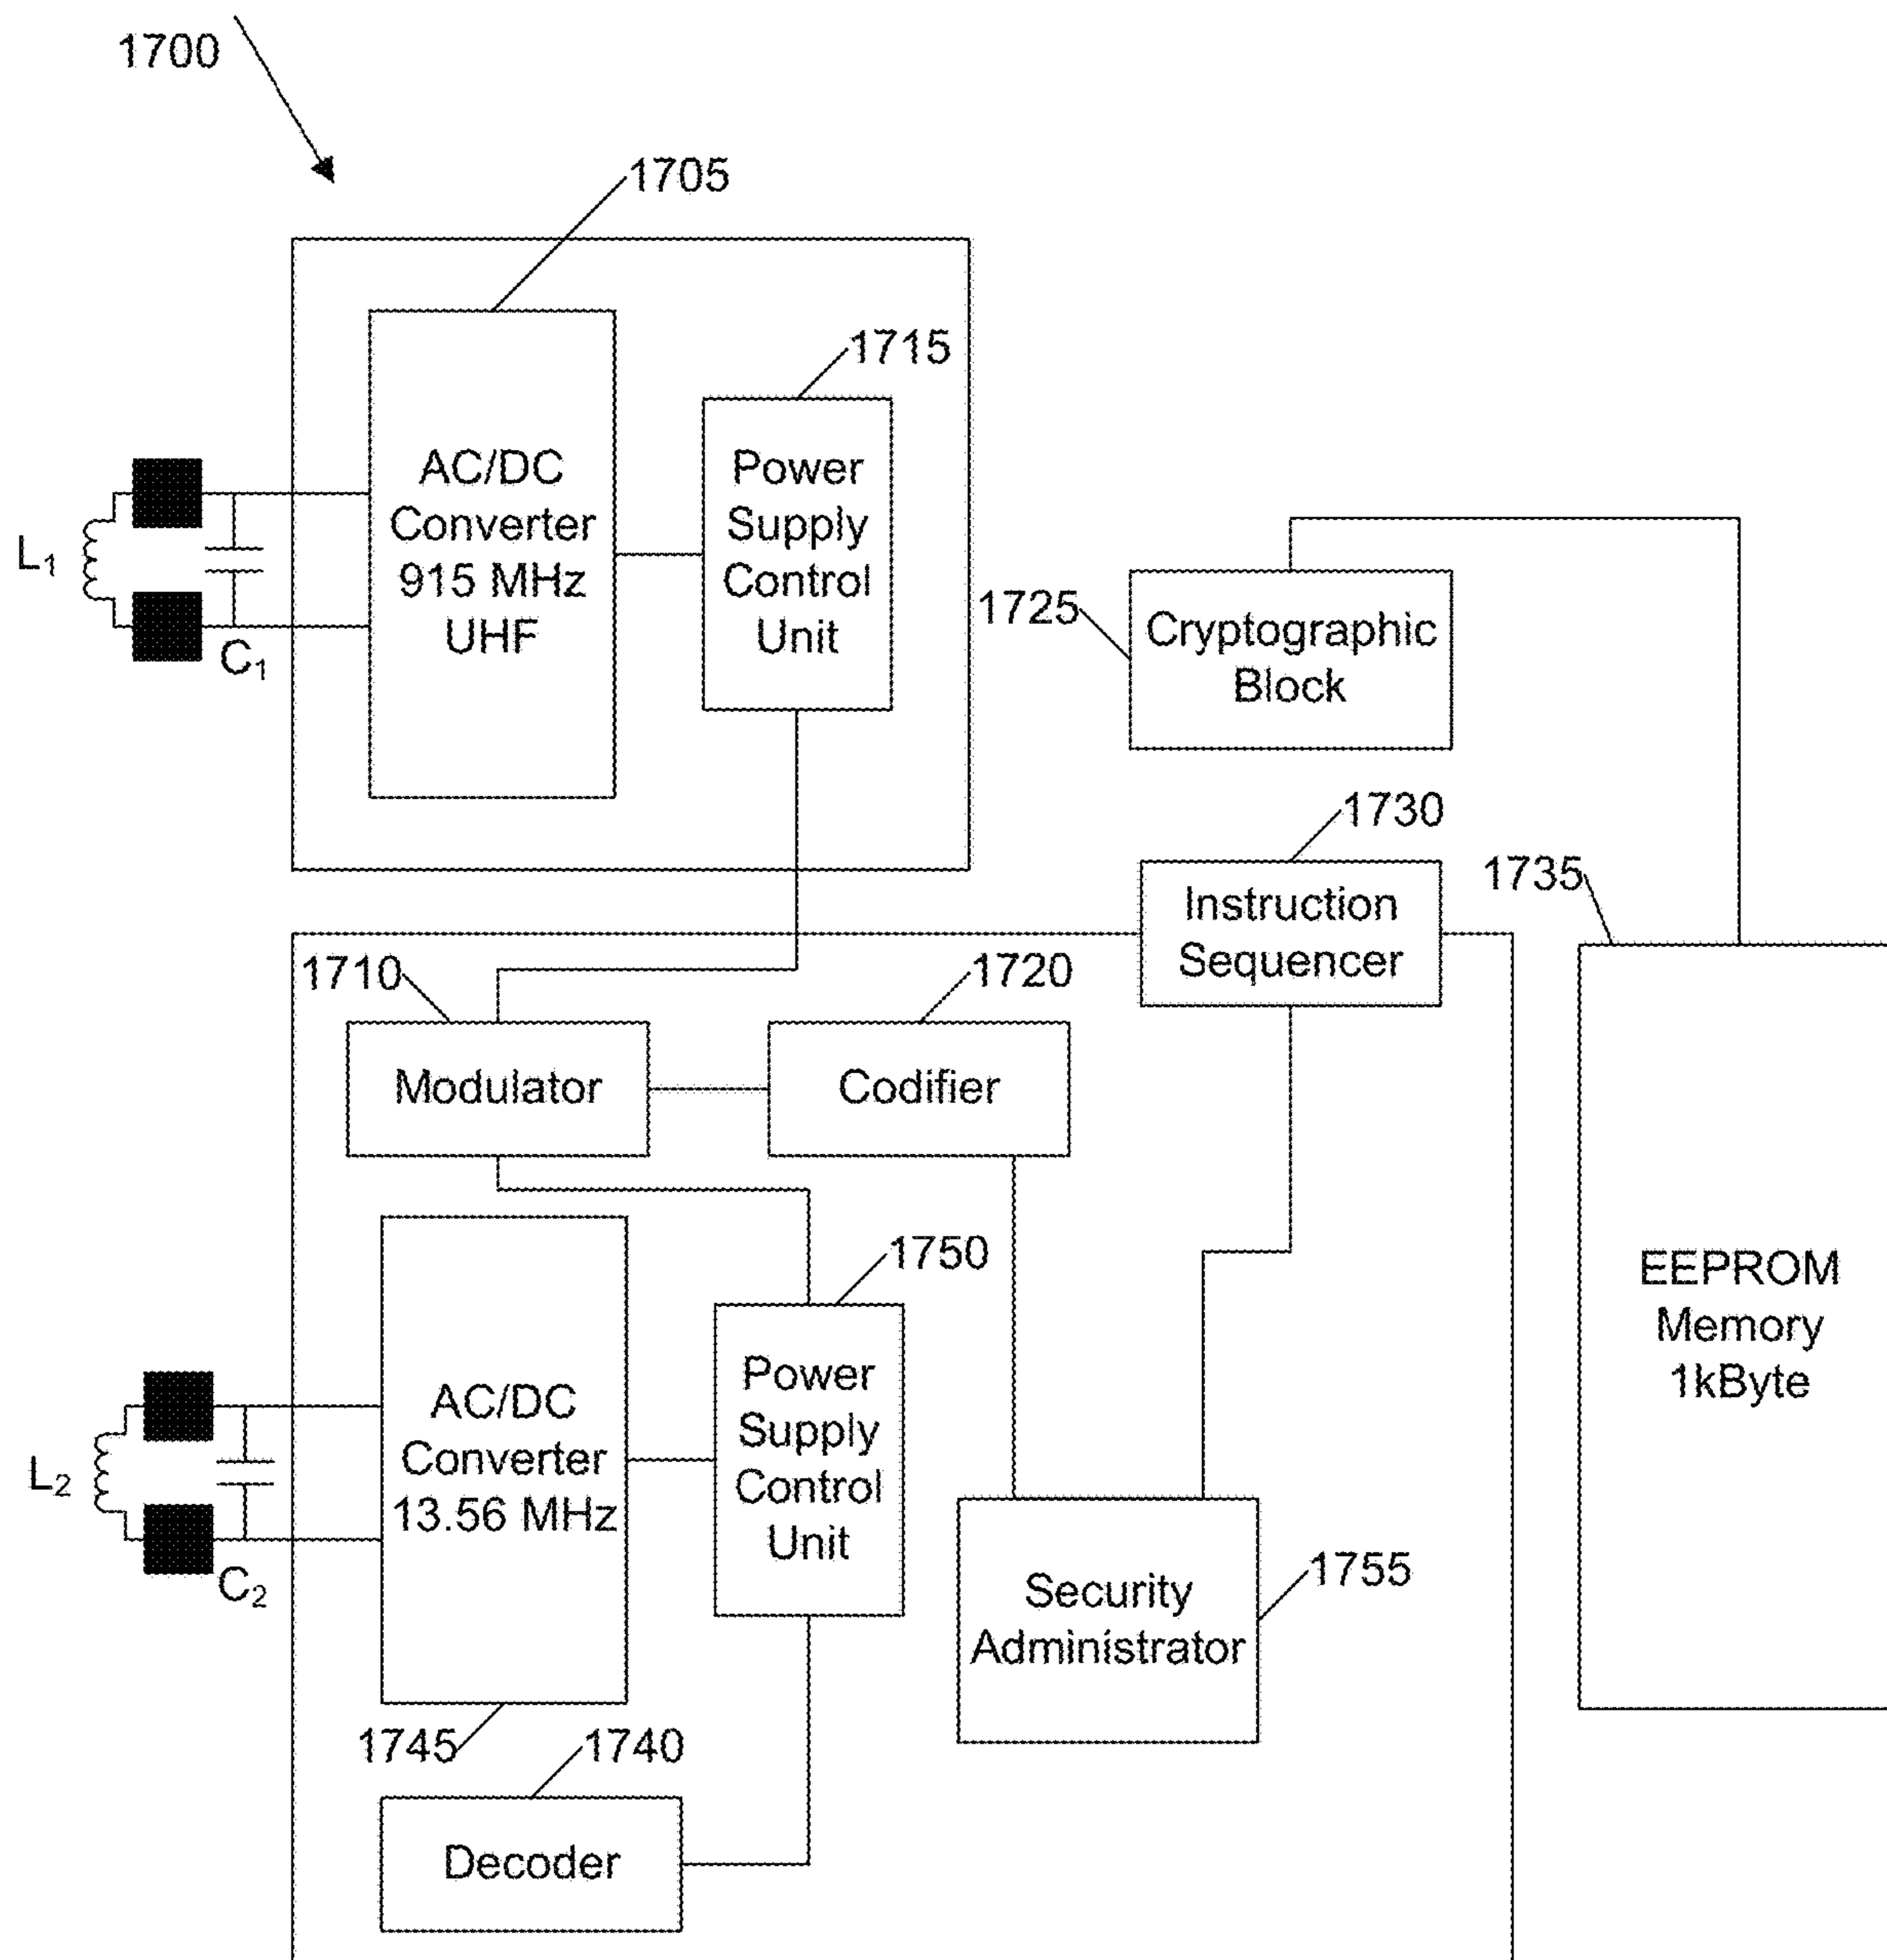 1700
1705
1715
AC/DC
Converter
915 MHz
UHF
Power
Supply
Control
Unit
L₁
C₁
1725
Cryptographic
Block
1730
Instruction
Sequencer
1735
EEPROM
Memory
1kByte
1710
Modulator
1720
Codifier
1750
AC/DC
Converter
13.56 MHz
Power
Supply
Control
Unit
L₂
C₂
Security
Administrator
1755
1745
1740
Decoder